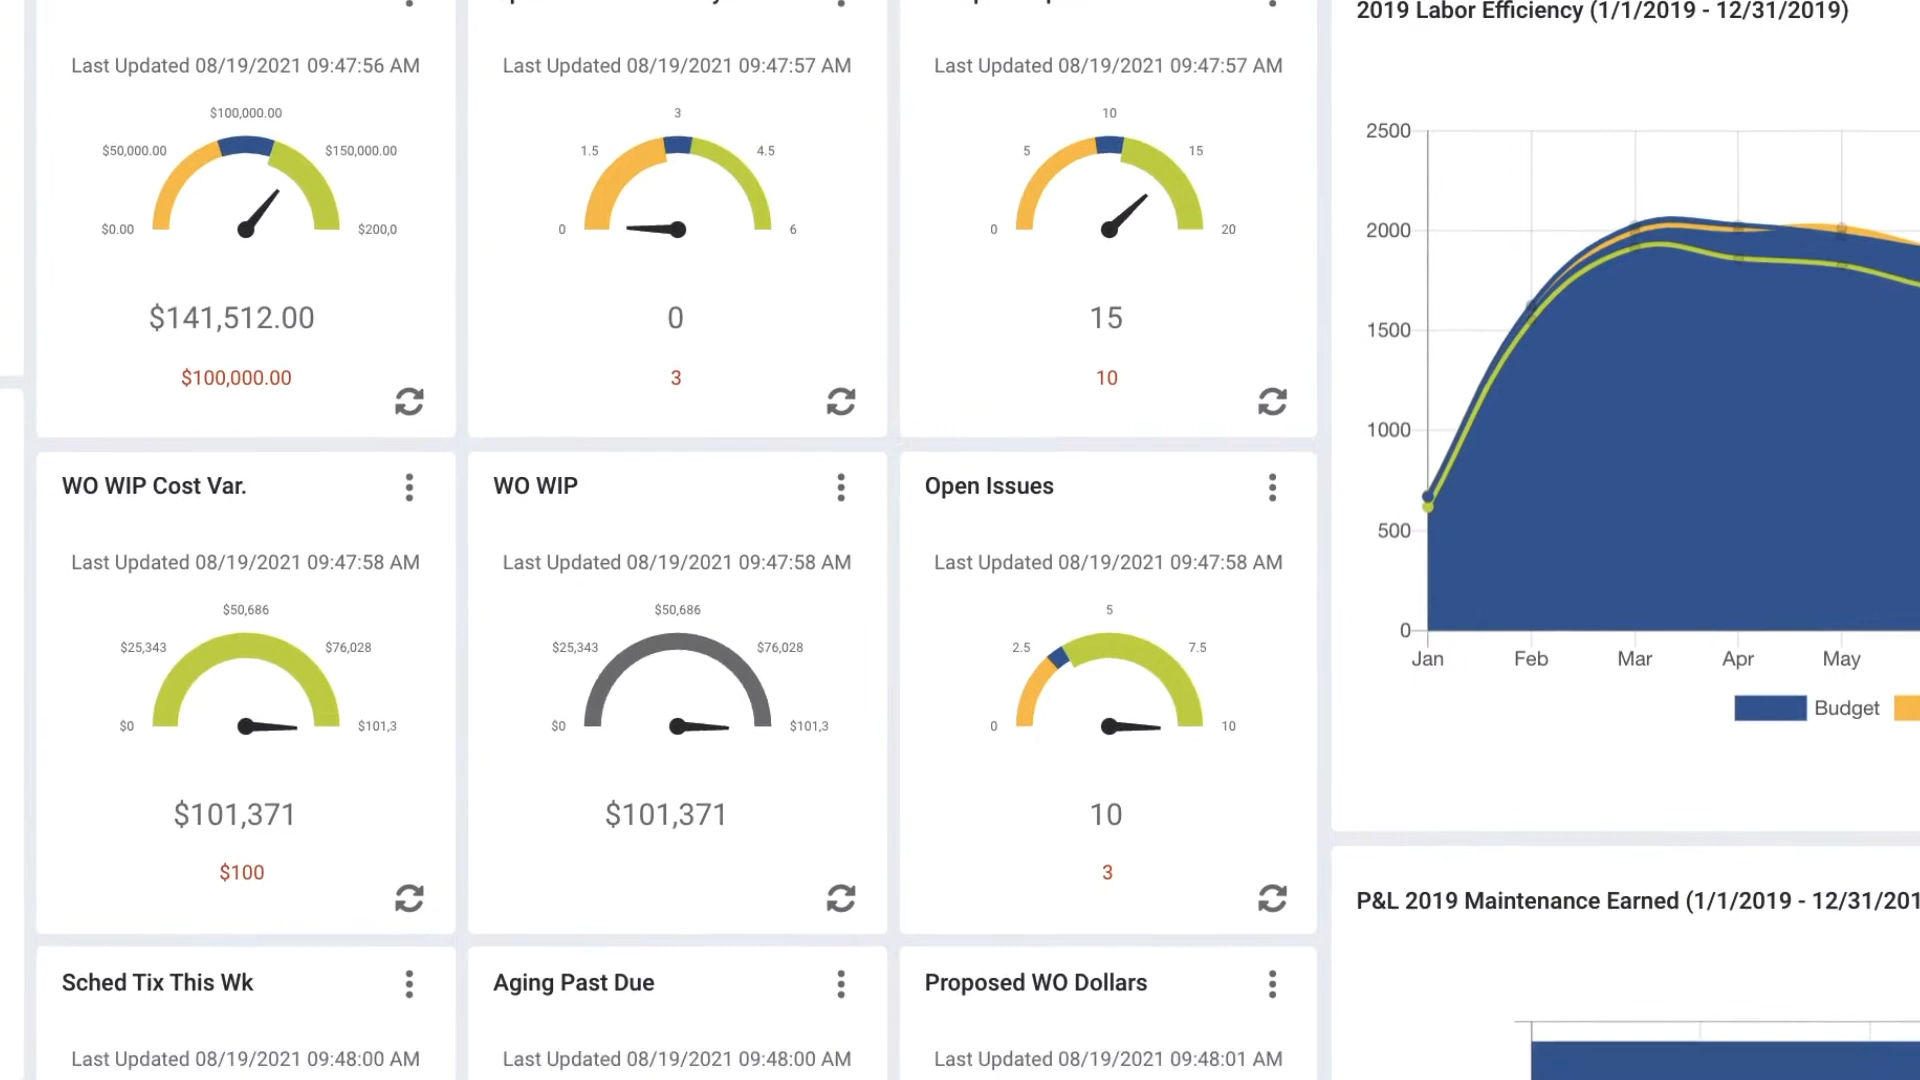 2019 Labor Efficiency (1/1/2019 - 12/31/2019)
Last Updated 08/19/2021 09:47:56 AM
$100,000.00
$50,000.00
$150,000.00
$0.00
$200,0
$141,512.00
$100,000.00
Last Updated 08/19/2021 09:47:57 AM
3
1.5
4.5
0
6
0
3
Last Updated 08/19/2021 09:47:57 AM
10
5
15
0
20
15
10
2500
2000
1500
1000
500
0
Jan
Feb
Mar
Apr
May
Budget
WO WIP Cost Var.
Last Updated 08/19/2021 09:47:58 AM
$50,686
$25,343
$76,028
$0
$101,3
$101,371
$100
WO WIP
Last Updated 08/19/2021 09:47:58 AM
$50,686
$25,343
$76,028
$0
$101,3
$101,371
Open Issues
Last Updated 08/19/2021 09:47:58 AM
5
2.5
7.5
0
10
10
3
P&L 2019 Maintenance Earned (1/1/2019 - 12/31/201
Sched Tix This Wk
Last Updated 08/19/2021 09:48:00 AM
Aging Past Due
Last Updated 08/19/2021 09:48:00 AM
Proposed WO Dollars
Last Updated 08/19/2021 09:48:01 AM